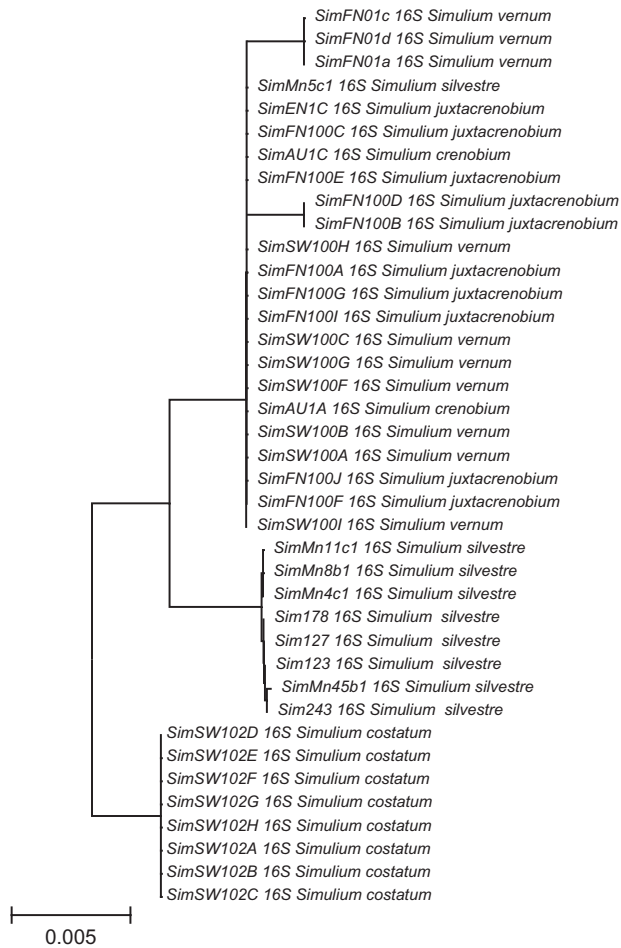 SimFN01c 16S Simulium vernum
SimFN01d 16S Simulium vernum
SimFN01a 16S Simulium vernum
SimMn5c1 16S Simulium silvestre
SimEN1C 16S Simulium juxtacrenobium
SimFN100C 16S Simulium juxtacrenobium
SimAU1C 16S Simulium crenobium
SimFN100E 16S Simulium juxtacrenobium
SimFN100D 16S Simulium juxtacrenobium
SimFN100B 16S Simulium juxtacrenobium
SimSW100H 16S Simulium vernum
SimFN100A 16S Simulium juxtacrenobium
SimFN100G 16S Simulium juxtacrenobium
SimFN100I 16S Simulium juxtacrenobium
SimSW100C 16S Simulium vernum
SimSW100G 16S Simulium vernum
SimSW100F 16S Simulium vernum
SimAU1A 16S Simulium crenobium
SimSW100B 16S Simulium vernum
SimSW100A 16S Simulium vernum
SimFN100J 16S Simulium juxtacrenobium
SimFN100F 16S Simulium juxtacrenobium
SimSW100I 16S Simulium vernum
SimMn11c1 16S Simulium silvestre
SimMn8b1 16S Simulium silvestre
SimMn4c1 16S Simulium silvestre
Sim178 16S Simulium silvestre
Sim127 16S Simulium silvestre
Sim123 16S Simulium silvestre
SimMn45b1 16S Simulium silvestre
Sim243 16S Simulium silvestre
SimSW102D 16S Simulium costatum
SimSW102E 16S Simulium costatum
SimSW102F 16S Simulium costatum
SimSW102G 16S Simulium costatum
SimSW102H 16S Simulium costatum
SimSW102A 16S Simulium costatum
SimSW102B 16S Simulium costatum
SimSW102C 16S Simulium costatum
0.005